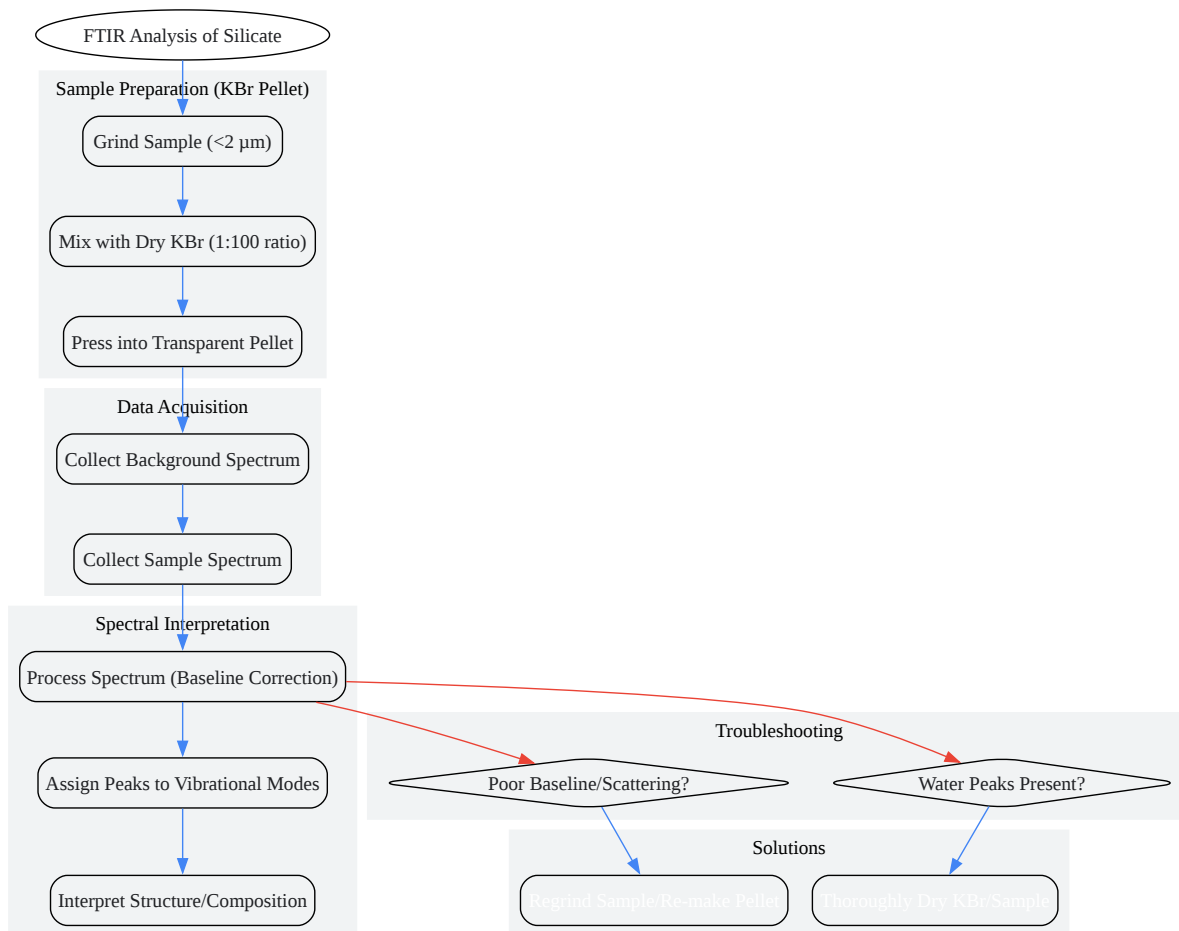 FTIR Analysis of Silicate
Sample Preparation (KBr Pellet)
Grind Sample (<2 µm)
Mix with Dry KBr (1:100 ratio)
Press into Transparent Pellet
Data Acquisition
Collect Background Spectrum
Collect Sample Spectrum
Spectral Interpretation
Process Spectrum (Baseline Correction)
Assign Peaks to Vibrational Modes
Interpret Structure/Composition
Troubleshooting
Poor Baseline/Scattering?
Water Peaks Present?
Solutions
Regrind Sample/Re-make Pellet
Thoroughly Dry KBr/Sample